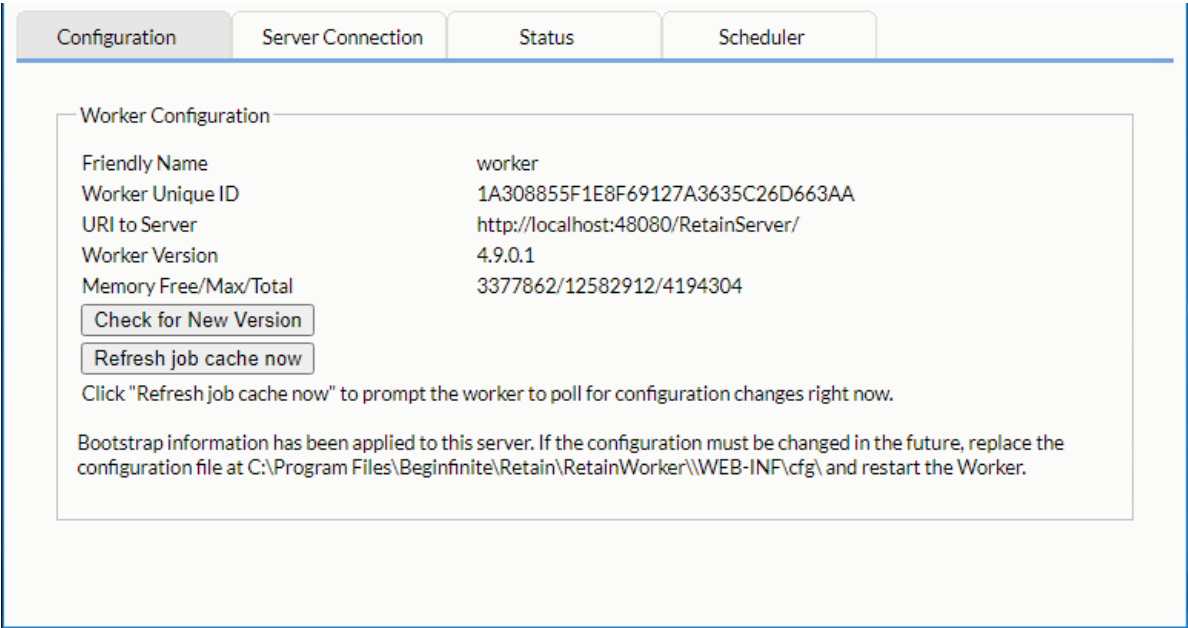 Configuration
Server Connection
Status
Scheduler
Worker Configuration
Friendly Name worker
Worker Unique ID 1A308855F1E8F69127A3635C26D663AA
URI to Server http://localhost:48080/RetainServer/
Worker Version 4.9.0.1
Memory Free/Max/Total 3377862/12582912/4194304
Check for New Version
Refresh job cache now
Click "Refresh job cache now" to prompt the worker to poll for configuration changes right now.
Bootstrap information has been applied to this server. If the configuration must be changed in the future, replace the
configuration file at C:\Program Files\Beginfinite\Retain\RetainWorker\\WEB-INF\cfg\ and restart the Worker.